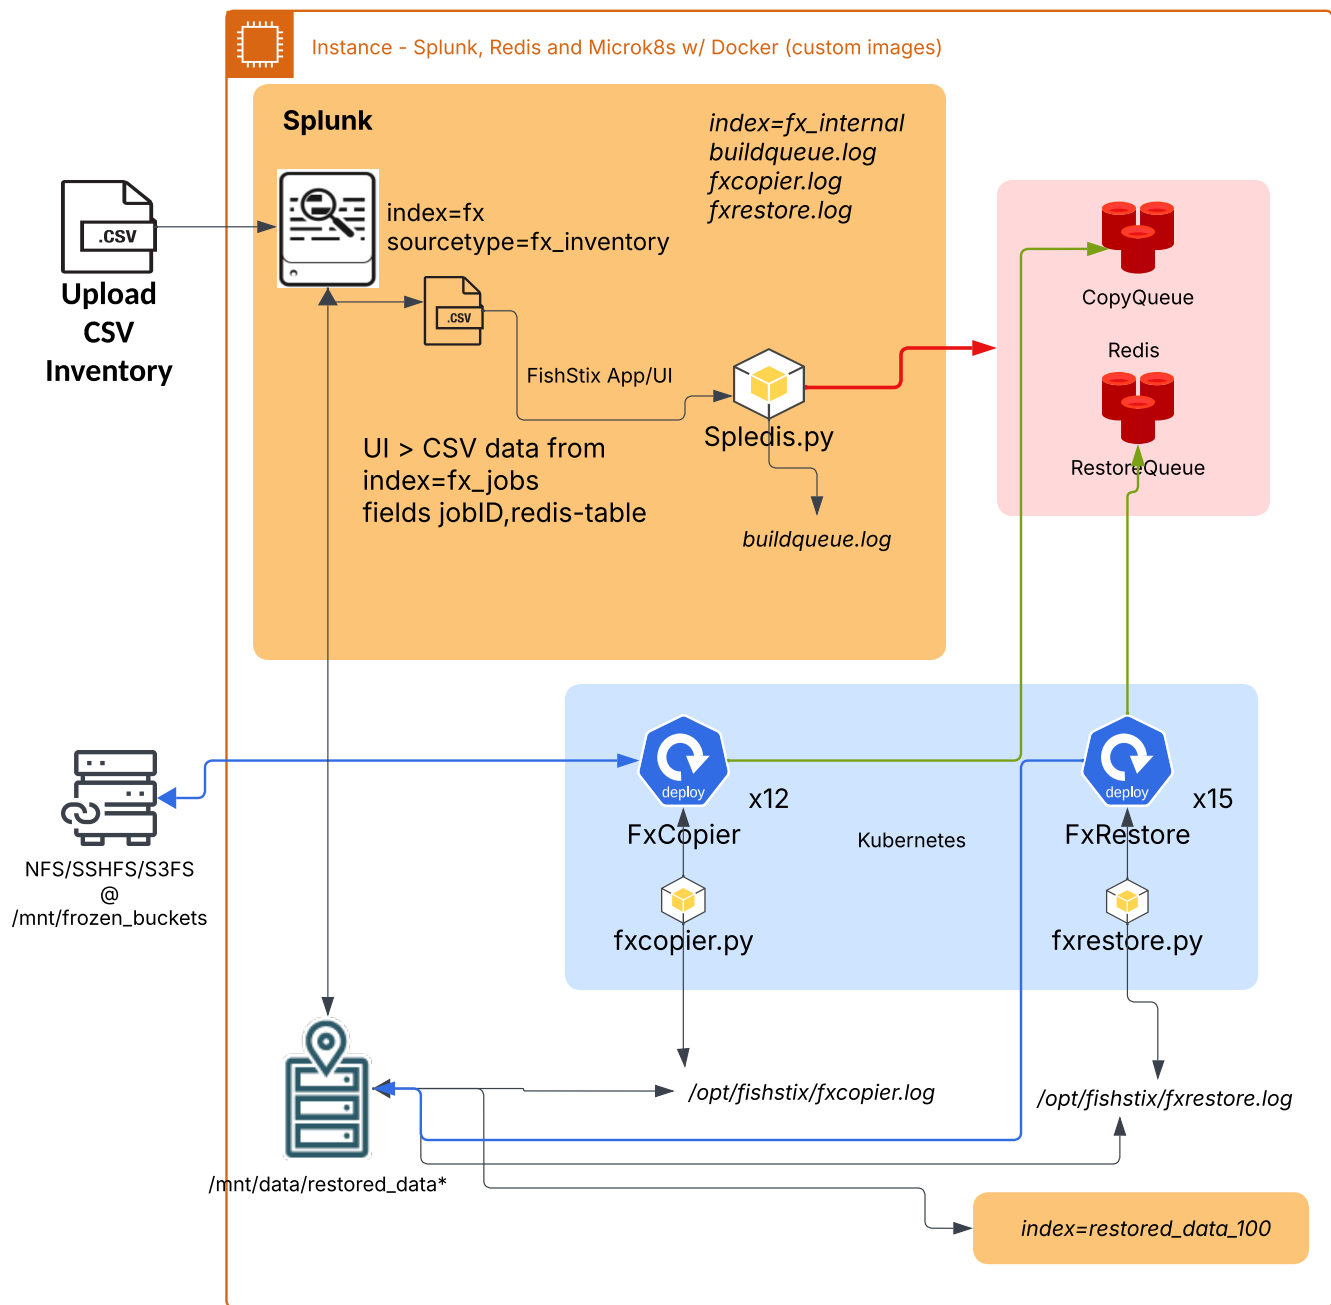 Instance - Splunk, Redis and Microk8s w/ Docker (custom images)
Splunk
index=fx_internal
buildqueue.log
fxcopier.log
fxrestore.log
.CSV
Upload
CSV
Inventory
index=fx
sourcetype=fx_inventory
.CSV
FishStix App/UI
Spledis.py
UI > CSV data from
index=fx_jobs
fields jobID,redis-table
buildqueue.log
CopyQueue
Redis
RestoreQueue
deploy
x12
FxCopier
Kubernetes
deploy
x15
FxRestore
fxcopier.py
fxrestore.py
NFS/SSHFS/S3FS
@
/mnt/frozen_buckets
/opt/fishstix/fxcopier.log
/opt/fishstix/fxrestore.log
/mnt/data/restored_data*
index=restored_data_100